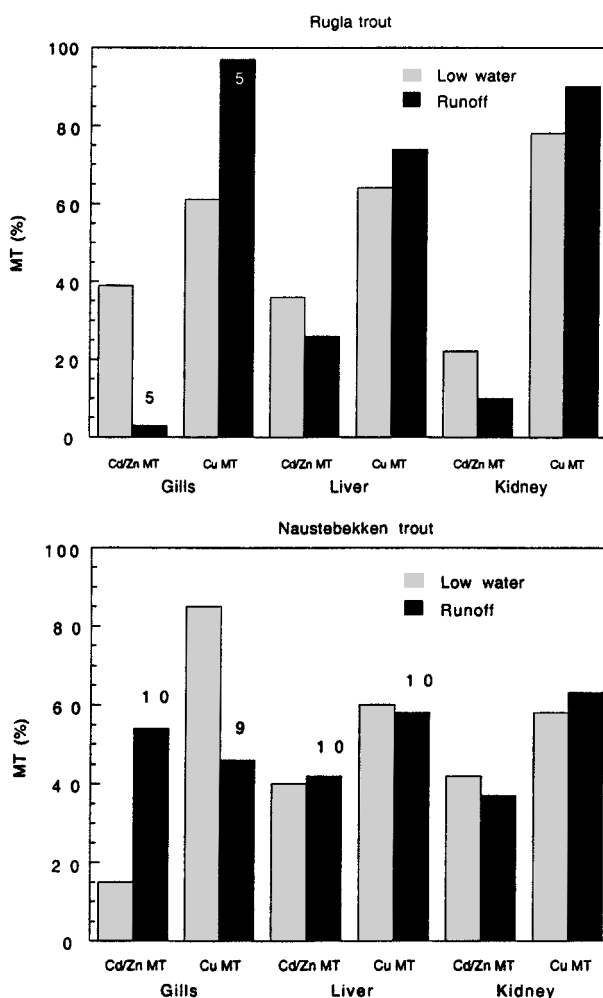 Rugla trout
100
80
60
40
20
0
MT (%)
Low water
Runoff
5
5
Cd/Zn MT Cu MT Cd/Zn MT Cu MT Cd/Zn MT Cu MT
Gills Liver Kidney
Naustebekken trout
100
80
60
40
20
0
MT (%)
Low water
Runoff
10
9
10
10
Cd/Zn MT Cu MT Cd/Zn MT Cu MT Cd/Zn MT Cu MT
Gills Liver Kidney